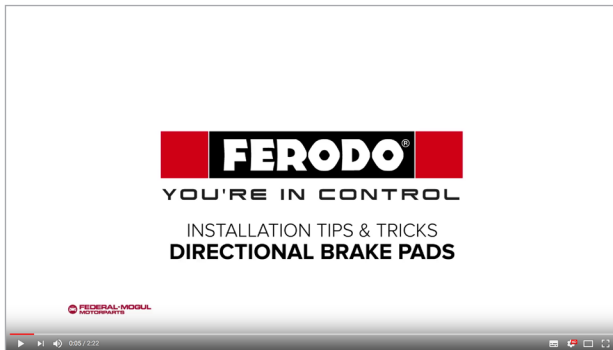 FERODO®
YOU'RE IN CONTROL
INSTALLATION TIPS & TRICKS
DIRECTIONAL BRAKE PADS
FEDERAL-MOGUL
MOTORPARTS
0:05 / 2:22